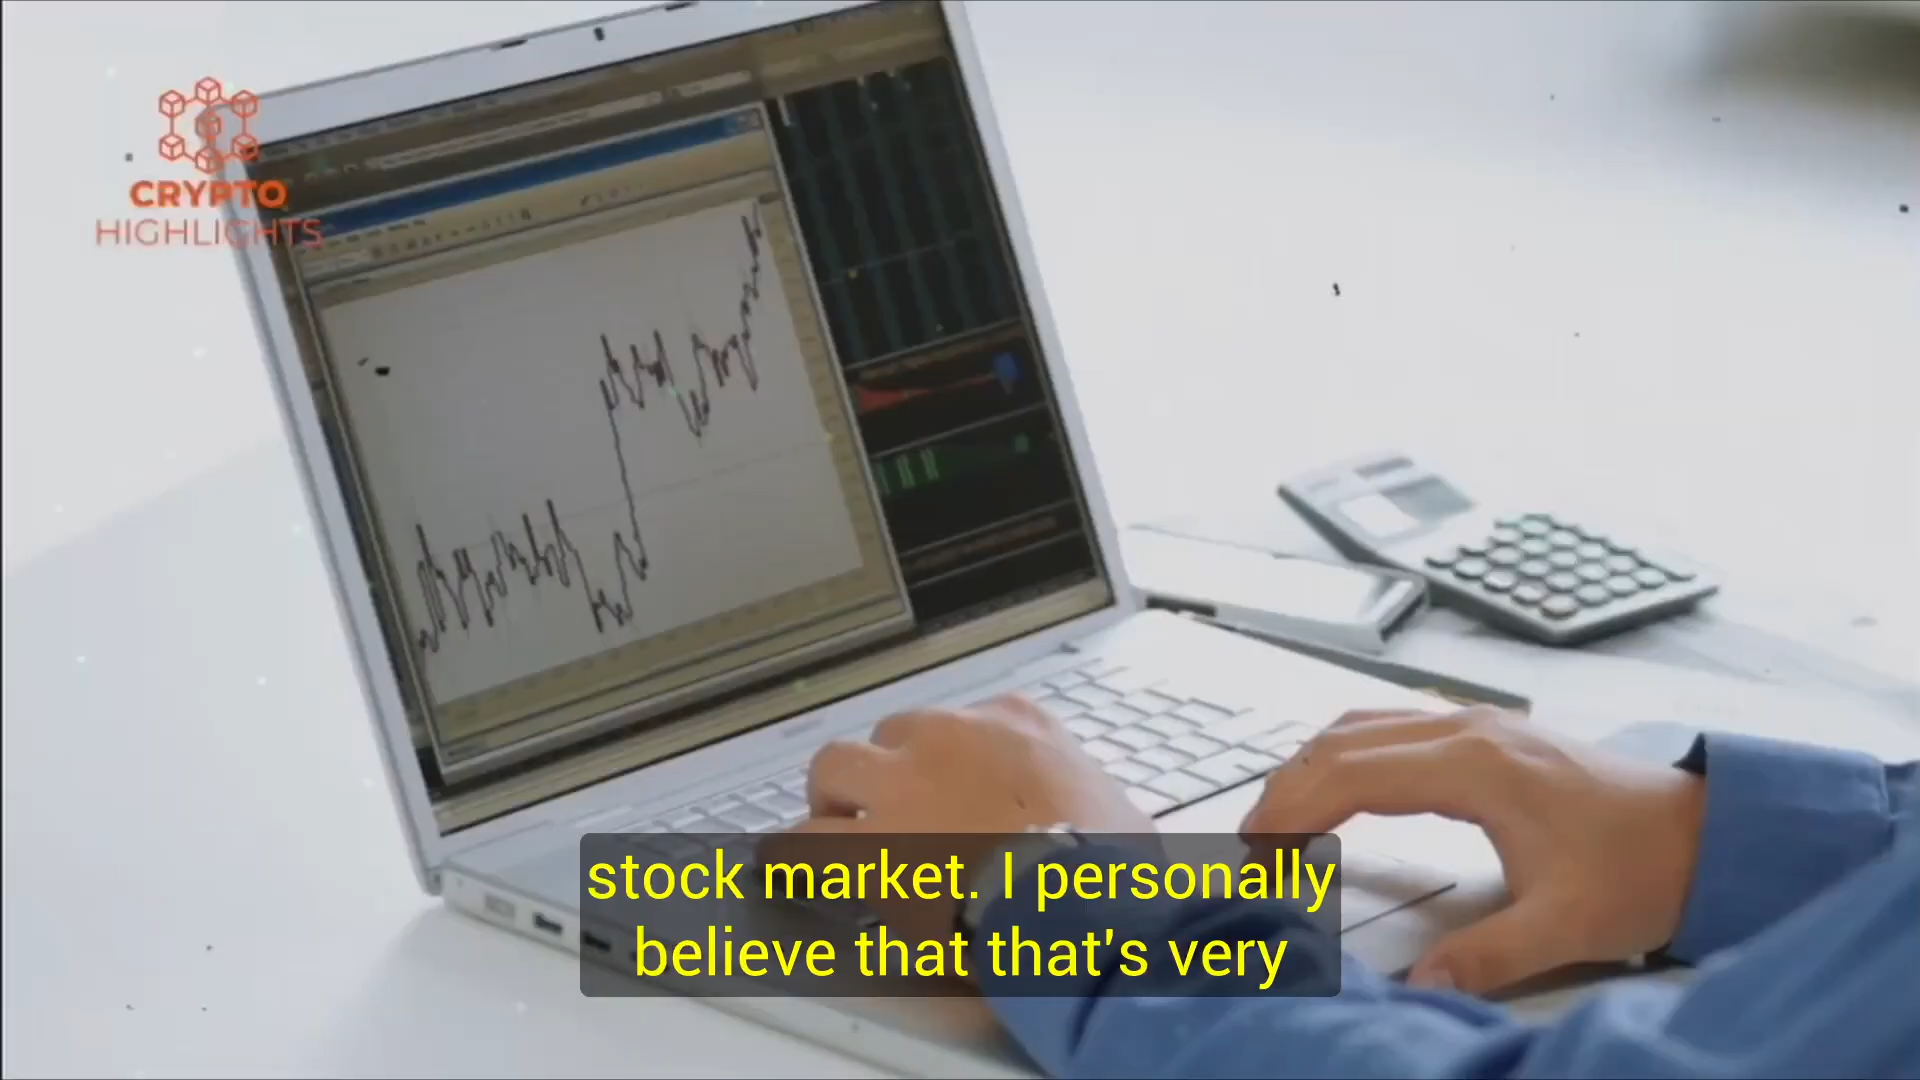 CRYPTO
HIGHLIGHTS
stock market. I personally
believe that that's very